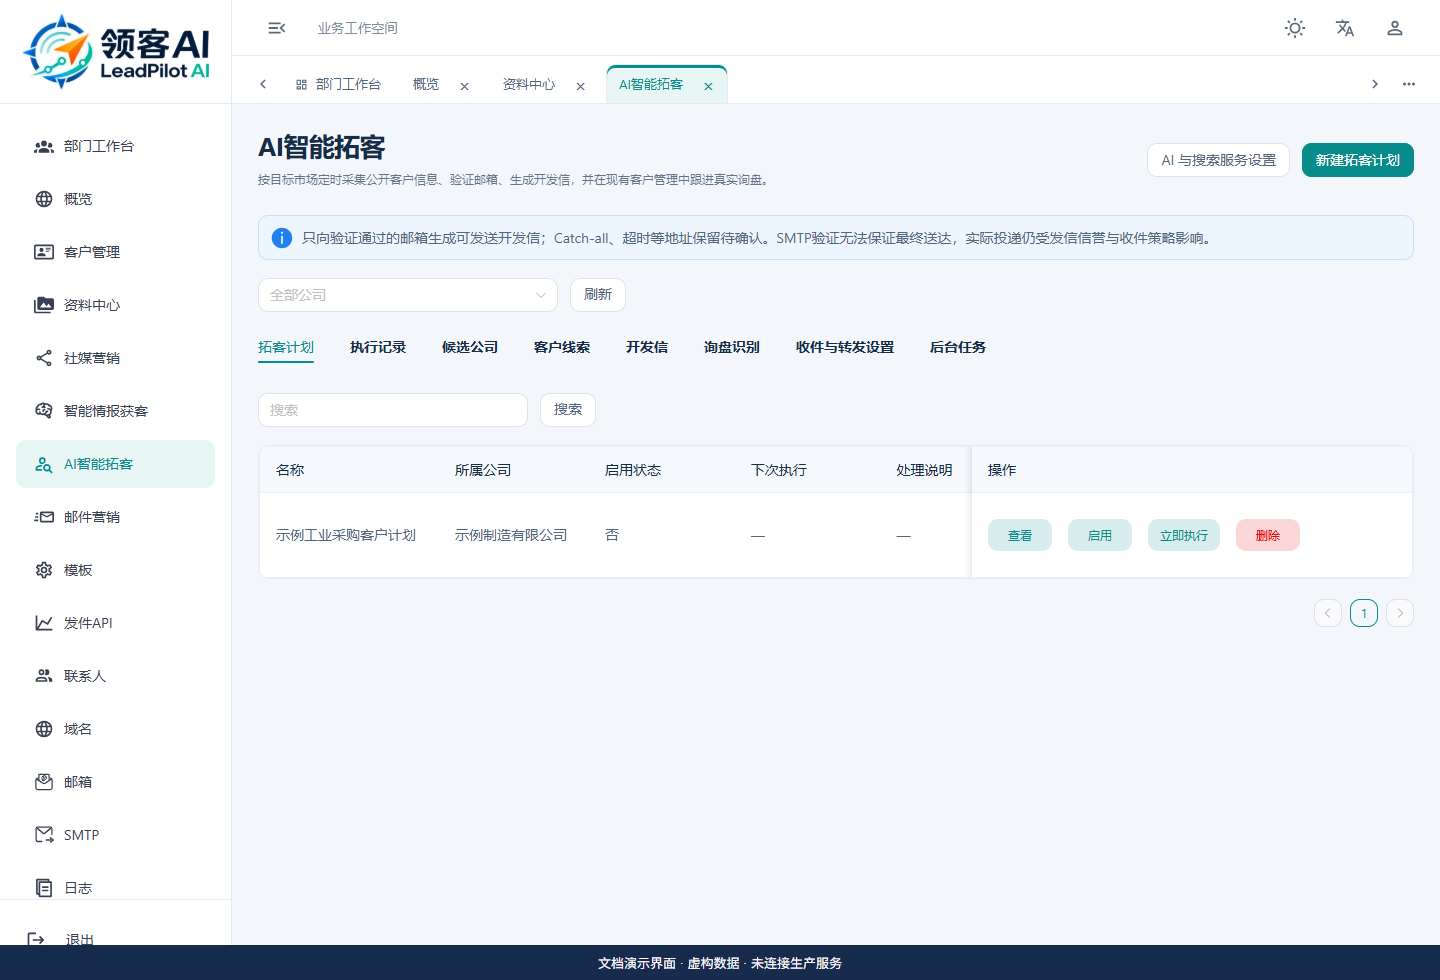 领客AI
LeadPilot AI
业务工作空间
部门工作台
概览
资料中心
AI智能拓客
部门工作台
概览
客户管理
资料中心
社媒营销
智能情报获客
AI智能拓客
邮件营销
模板
发件API
联系人
域名
邮箱
SMTP
日志
退出
AI智能拓客
按目标市场定时采集公开客户信息、验证邮箱、生成开发信，并在现有客户管理中跟进真实询盘。
AI 与搜索服务设置
新建拓客计划
只向验证通过的邮箱生成可发送开发信；Catch-all、超时等地址保留待确认。SMTP验证无法保证最终送达，实际投递仍受发信信誉与收件策略影响。
全部公司
刷新
拓客计划 执行记录 候选公司 客户线索 开发信 询盘识别 收件与转发设置 后台任务
搜索
搜索
名称 所属公司 启用状态 下次执行 处理说明 操作
示例工业采购客户计划 示例制造有限公司 否 — — 查看 启用 立即执行 删除
1
文档演示界面 · 虚构数据 · 未连接生产服务